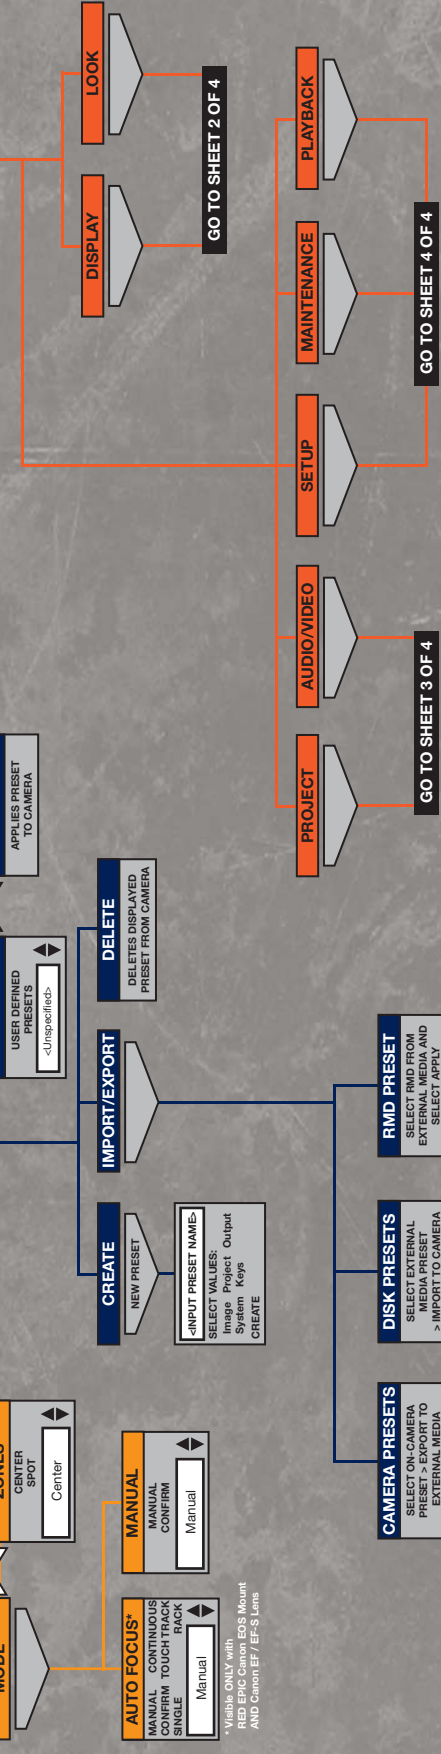 MODE
ZONES
CENTER
SPOT
Center
AUTO FOCUS*
MANUAL CONTINUOUS
CONFIRM TOUCH TRACK
SINGLE RACK
Manual
* Visible ONLY with
RED EPIC Canon EOS Mount
AND Canon EF / EF-S Lens
MANUAL
MANUAL
CONFIRM
Manual
USER DEFINED
PRESETS
<Unspecified>
APPLIES PRESET
TO CAMERA
CREATE
NEW PRESET
<INPUT PRESET NAME>
SELECT VALUES:
Image Project Output
System Keys
CREATE
IMPORT/EXPORT
DELETE
DELETES DISPLAYED
PRESET FROM CAMERA
CAMERA PRESETS
SELECT ON-CAMERA
PRESET > EXPORT TO
EXTERNAL MEDIA
DISK PRESETS
SELECT EXTERNAL
MEDIA PRESET
> IMPORT TO CAMERA
RMD PRESET
SELECT RMD FROM
EXTERNAL MEDIA AND
SELECT APPLY
DISPLAY
LOOK
GO TO SHEET 2 OF 4
PROJECT
AUDIO/VIDEO
SETUP
MAINTENANCE
PLAYBACK
GO TO SHEET 3 OF 4
GO TO SHEET 4 OF 4